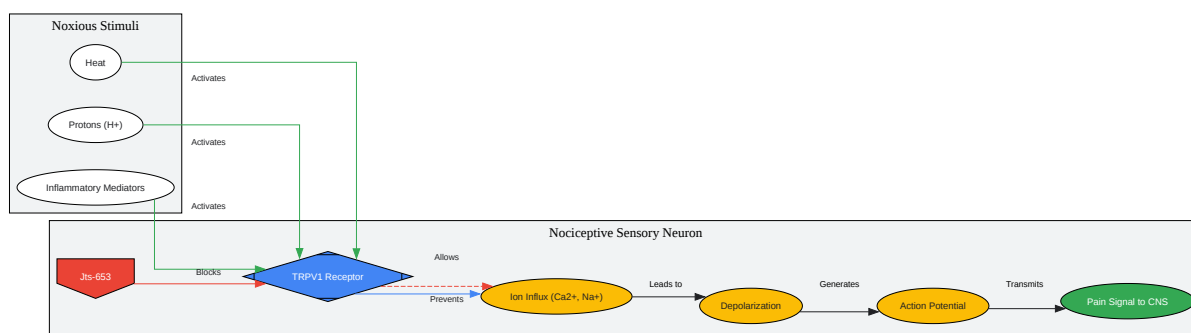 Noxious Stimuli
Heat
Activates
Protons (H+)
Activates
Inflammatory Mediators
Activates
Nociceptive Sensory Neuron
Jts-653
Blocks
TRPV1 Receptor
Allows
Prevents
Ion Influx (Ca2+, Na+)
Leads to
Depolarization
Generates
Action Potential
Transmits
Pain Signal to CNS